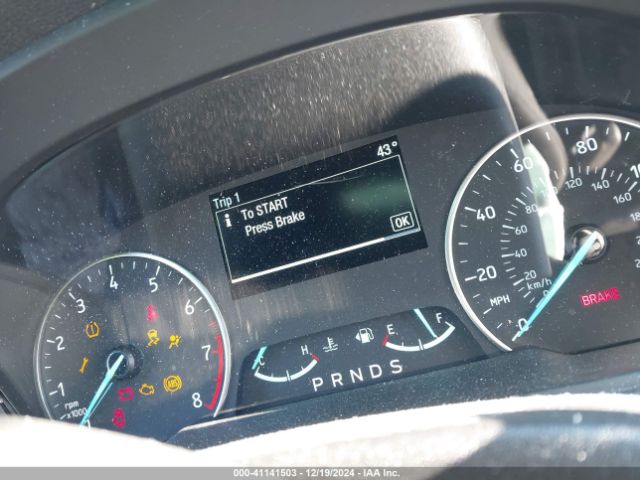 43°
Trip 1
i To START
Press Brake
OK
1 2 3 4 5 6 7 8
rpm
x1000
ABS
C H
E F
P R N D S
0 20 40 60 80
20 40 60 80 100 120 140 160
MPH
km/h
BRAKE
000-41141503 - 12/19/2024 - IAA Inc.